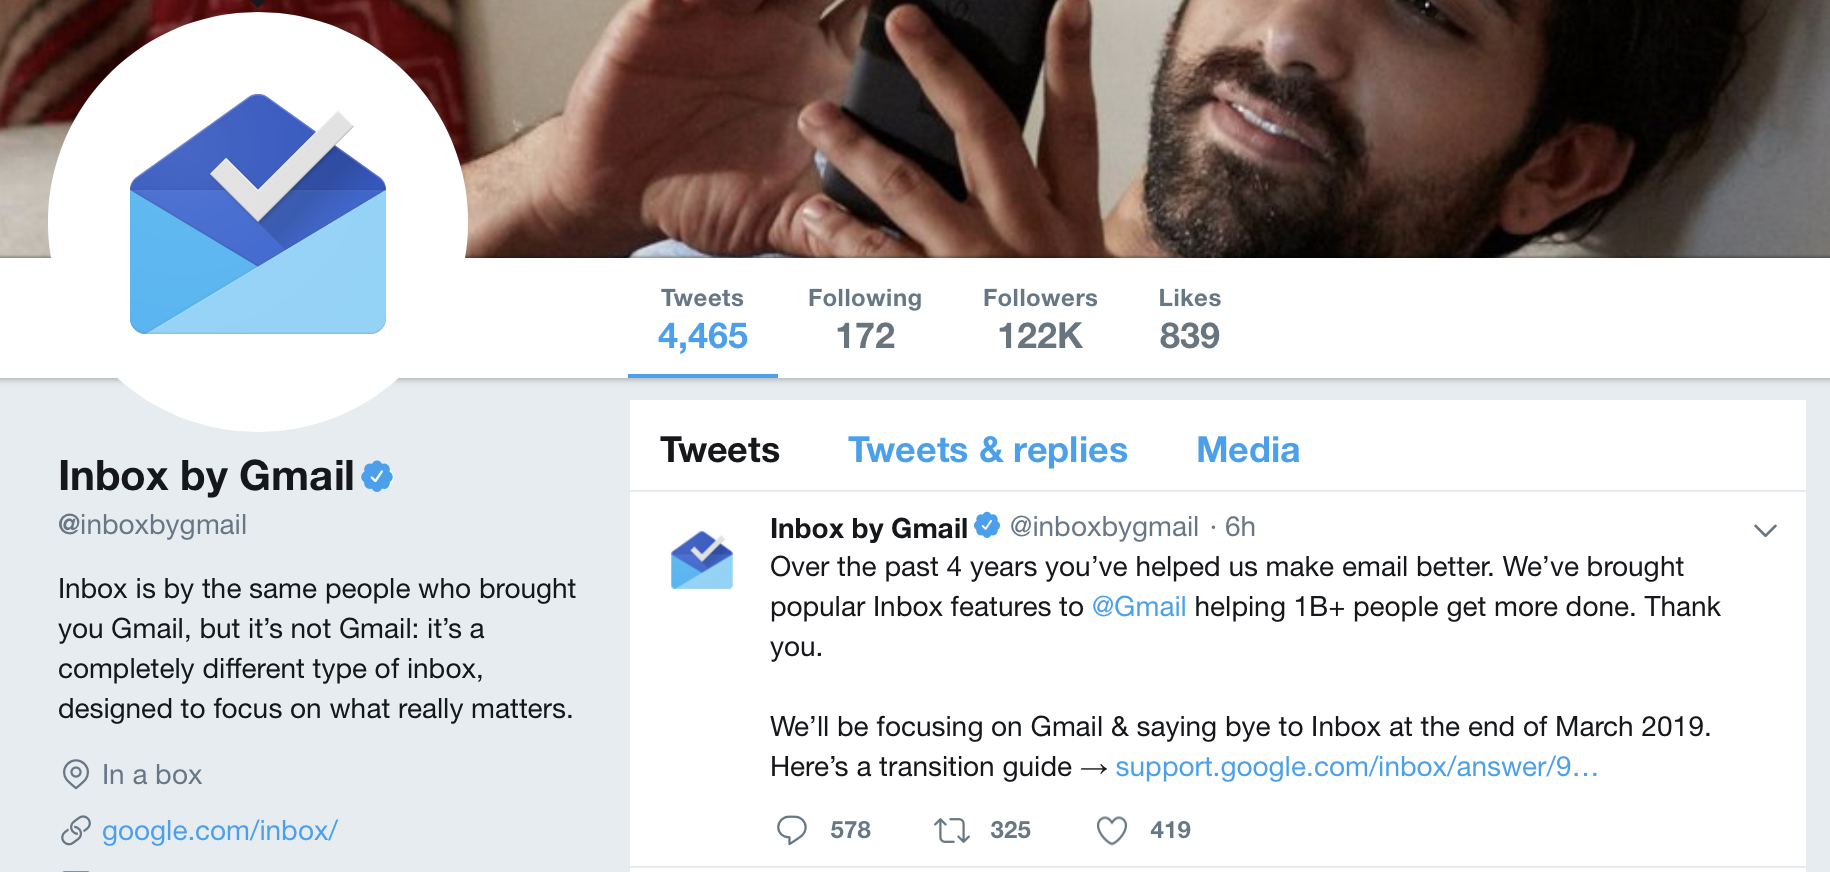 Tweets
4,465
Following
172
Followers
122K
Likes
839
Inbox by Gmail
@inboxbygmail
Inbox is by the same people who brought
you Gmail, but it’s not Gmail: it’s a
completely different type of inbox,
designed to focus on what really matters.
In a box
google.com/inbox/
Tweets Tweets & replies Media
Inbox by Gmail @inboxbygmail · 6h
Over the past 4 years you’ve helped us make email better. We’ve brought
popular Inbox features to @Gmail helping 1B+ people get more done. Thank
you.
We’ll be focusing on Gmail & saying bye to Inbox at the end of March 2019.
Here’s a transition guide → support.google.com/inbox/answer/9…
578 325 419